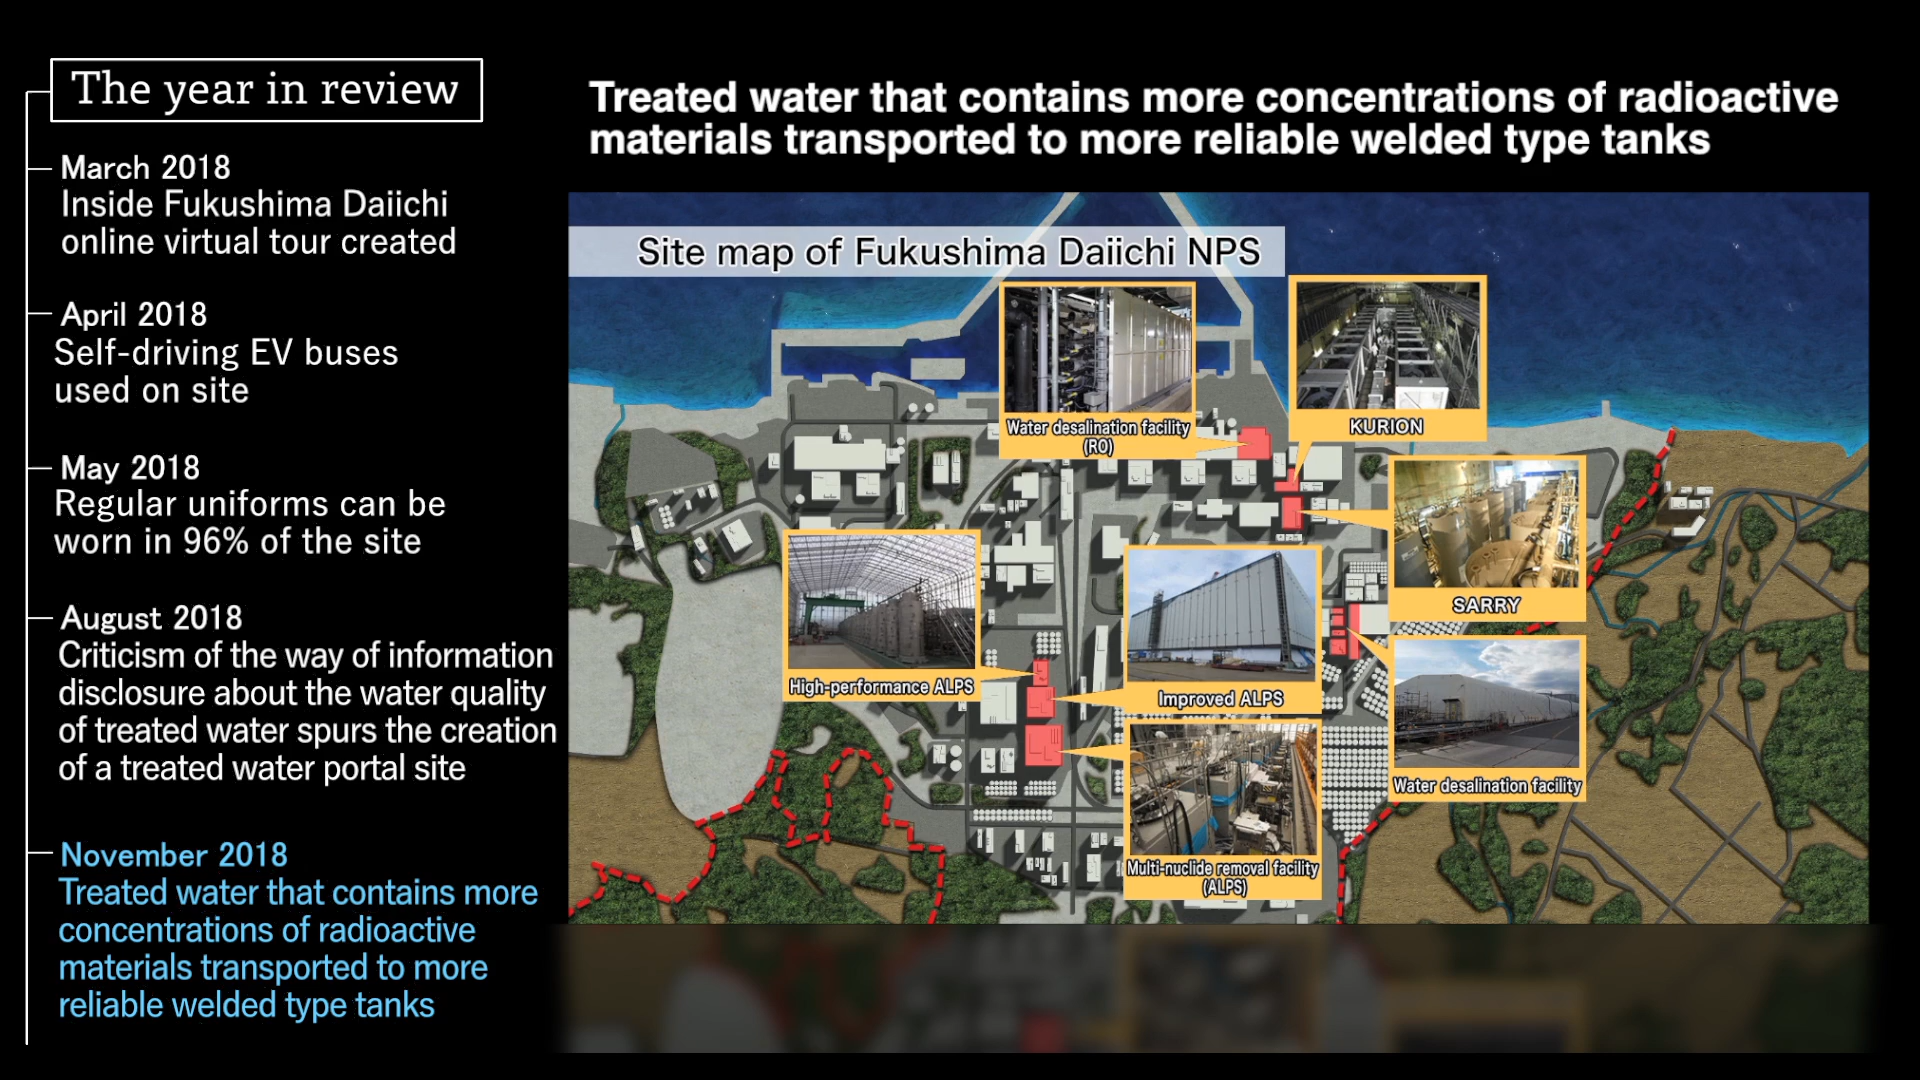 The year in review
March 2018
Inside Fukushima Daiichi
online virtual tour created
April 2018
Self-driving EV buses
used on site
May 2018
Regular uniforms can be
worn in 96% of the site
August 2018
Criticism of the way of information
disclosure about the water quality
of treated water spurs the creation
of a treated water portal site
November 2018
Treated water that contains more
concentrations of radioactive
materials transported to more
reliable welded type tanks
Treated water that contains more concentrations of radioactive
materials transported to more reliable welded type tanks
Site map of Fukushima Daiichi NPS
Water desalination facility
(RO)
KURION
SARRY
High-performance ALPS
Improved ALPS
Water desalination facility
Multi-nuclide removal facility
(ALPS)